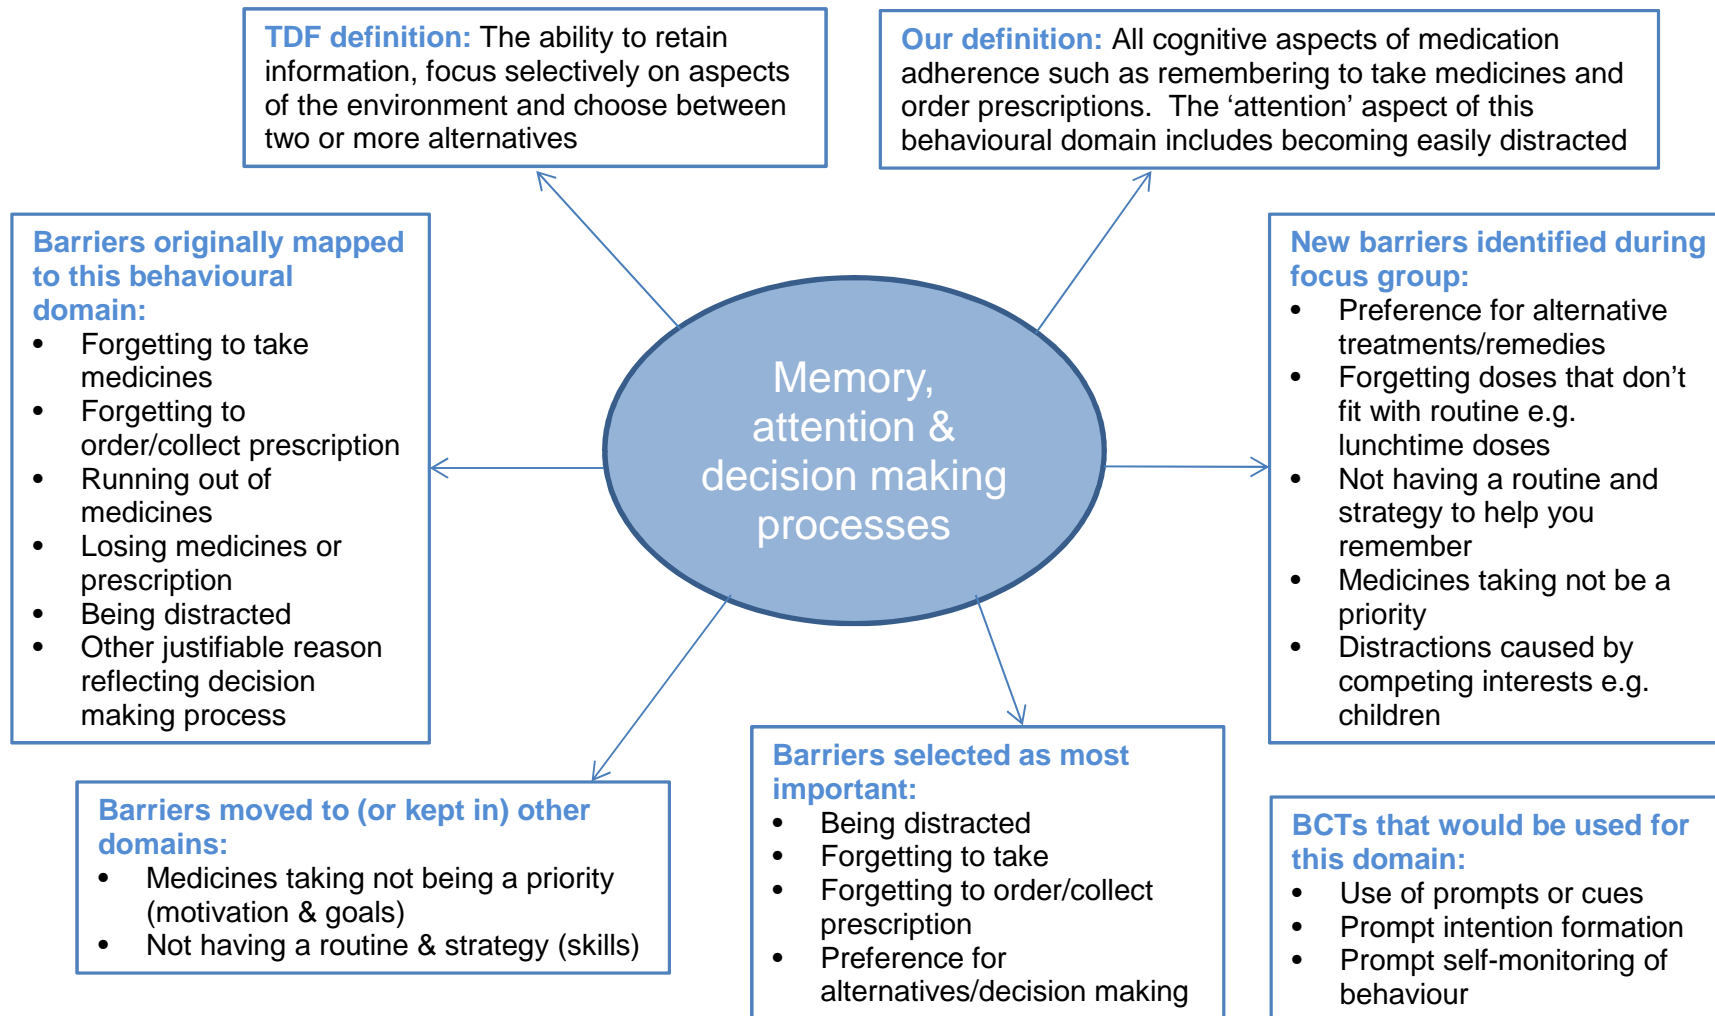 TDF definition: The ability to retain
information, focus selectively on aspects
of the environment and choose between
two or more alternatives
Our definition: All cognitive aspects of medication
adherence such as remembering to take medicines and
order prescriptions.  The ‘attention’ aspect of this
behavioural domain includes becoming easily distracted
Barriers originally mapped
to this behavioural
domain:
• Forgetting to take
medicines
• Forgetting to
order/collect prescription
• Running out of
medicines
• Losing medicines or
prescription
• Being distracted
• Other justifiable reason
reflecting decision
making process
Memory,
attention &
decision making
processes
New barriers identified during
focus group:
• Preference for alternative
treatments/remedies
• Forgetting doses that don’t
fit with routine e.g.
lunchtime doses
• Not having a routine and
strategy to help you
remember
• Medicines taking not be a
priority
• Distractions caused by
competing interests e.g.
children
Barriers moved to (or kept in) other
domains:
• Medicines taking not being a priority
(motivation & goals)
• Not having a routine & strategy (skills)
Barriers selected as most
important:
• Being distracted
• Forgetting to take
• Forgetting to order/collect
prescription
• Preference for
alternatives/decision making
BCTs that would be used for
this domain:
• Use of prompts or cues
• Prompt intention formation
• Prompt self-monitoring of
behaviour